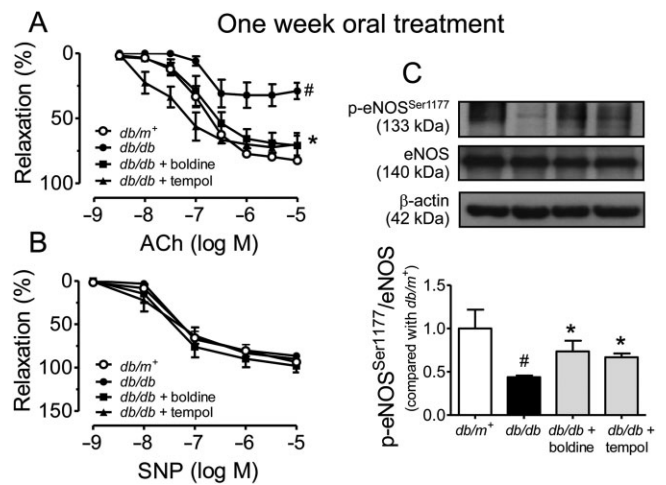 One week oral treatment
A
Relaxation (%)
0
50
100
db/m+
db/db
db/db + boldine
db/db + tempol
#
*
−9
−8
−7
−6
−5
ACh (log M)
B
Relaxation (%)
0
50
100
150
db/m+
db/db
db/db + boldine
db/db + tempol
−9
−8
−7
−6
−5
SNP (log M)
C
p-eNOSSer1177
(133 kDa)
eNOS
(140 kDa)
β-actin
(42 kDa)
p-eNOSSer1177/eNOS
(compared with db/m+)
1.5
1.0
0.5
0.0
#
*
*
db/m+
db/db
db/db +
boldine
db/db +
tempol